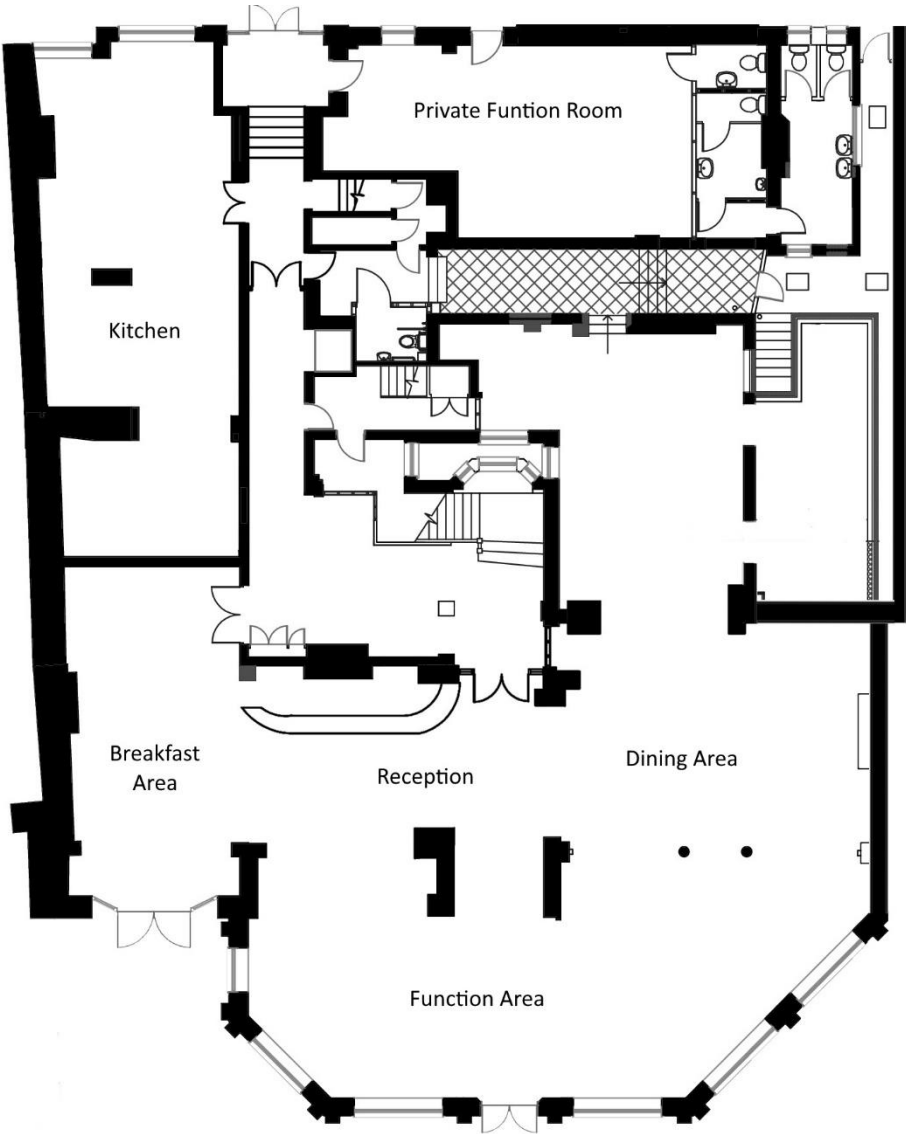 Private Funtion Room
Kitchen
Breakfast
Area
Reception
Dining Area
Function Area